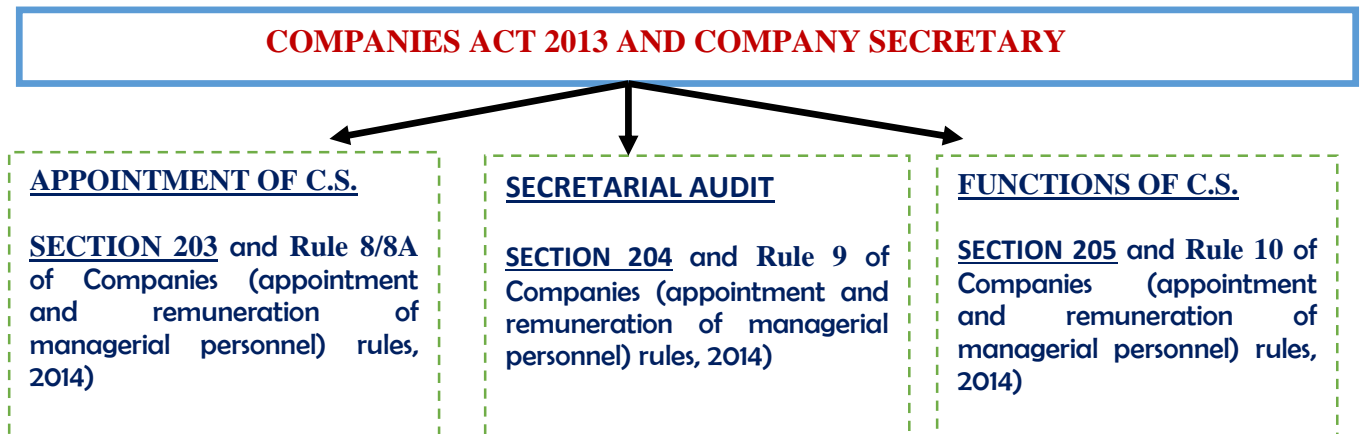 COMPANIES ACT 2013 AND COMPANY SECRETARY
APPOINTMENT OF C.S.
SECTION 203 and Rule 8/8A
of Companies (appointment
and remuneration of
managerial personnel) rules,
2014)
SECRETARIAL AUDIT
SECTION 204 and Rule 9 of
Companies (appointment and
remuneration of managerial
personnel) rules, 2014)
FUNCTIONS OF C.S.
SECTION 205 and Rule 10 of
Companies (appointment
and remuneration of
managerial personnel) rules,
2014)